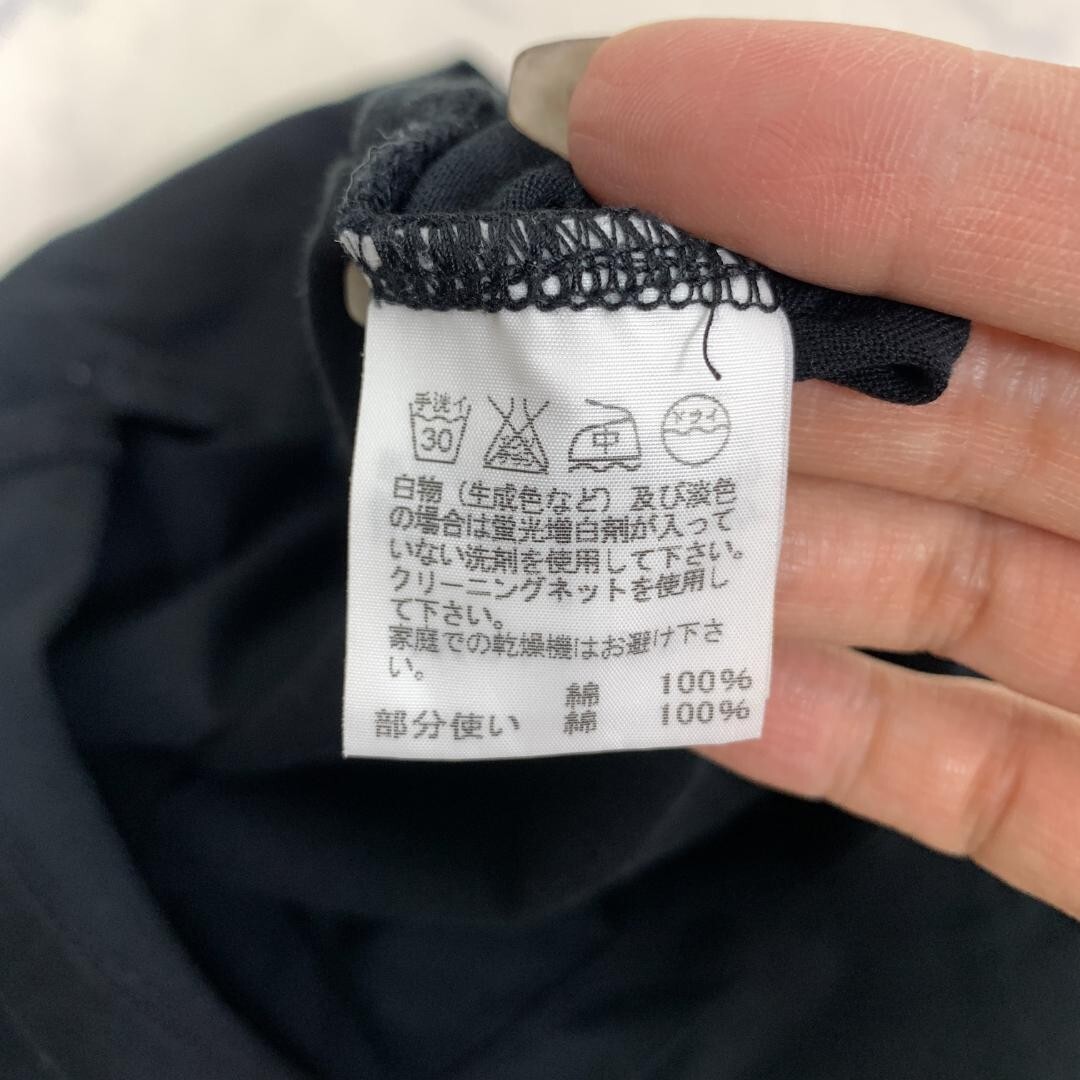 手洗イ
30
中
ドライ
白物（生成色など）及び淡色
の場合は蛍光増白剤が入って
いない洗剤を使用して下さい。
クリーニングネットを使用し
て下さい。
家庭での乾燥機はお避け下さ
い。
綿 100%
部分使い 綿 100%